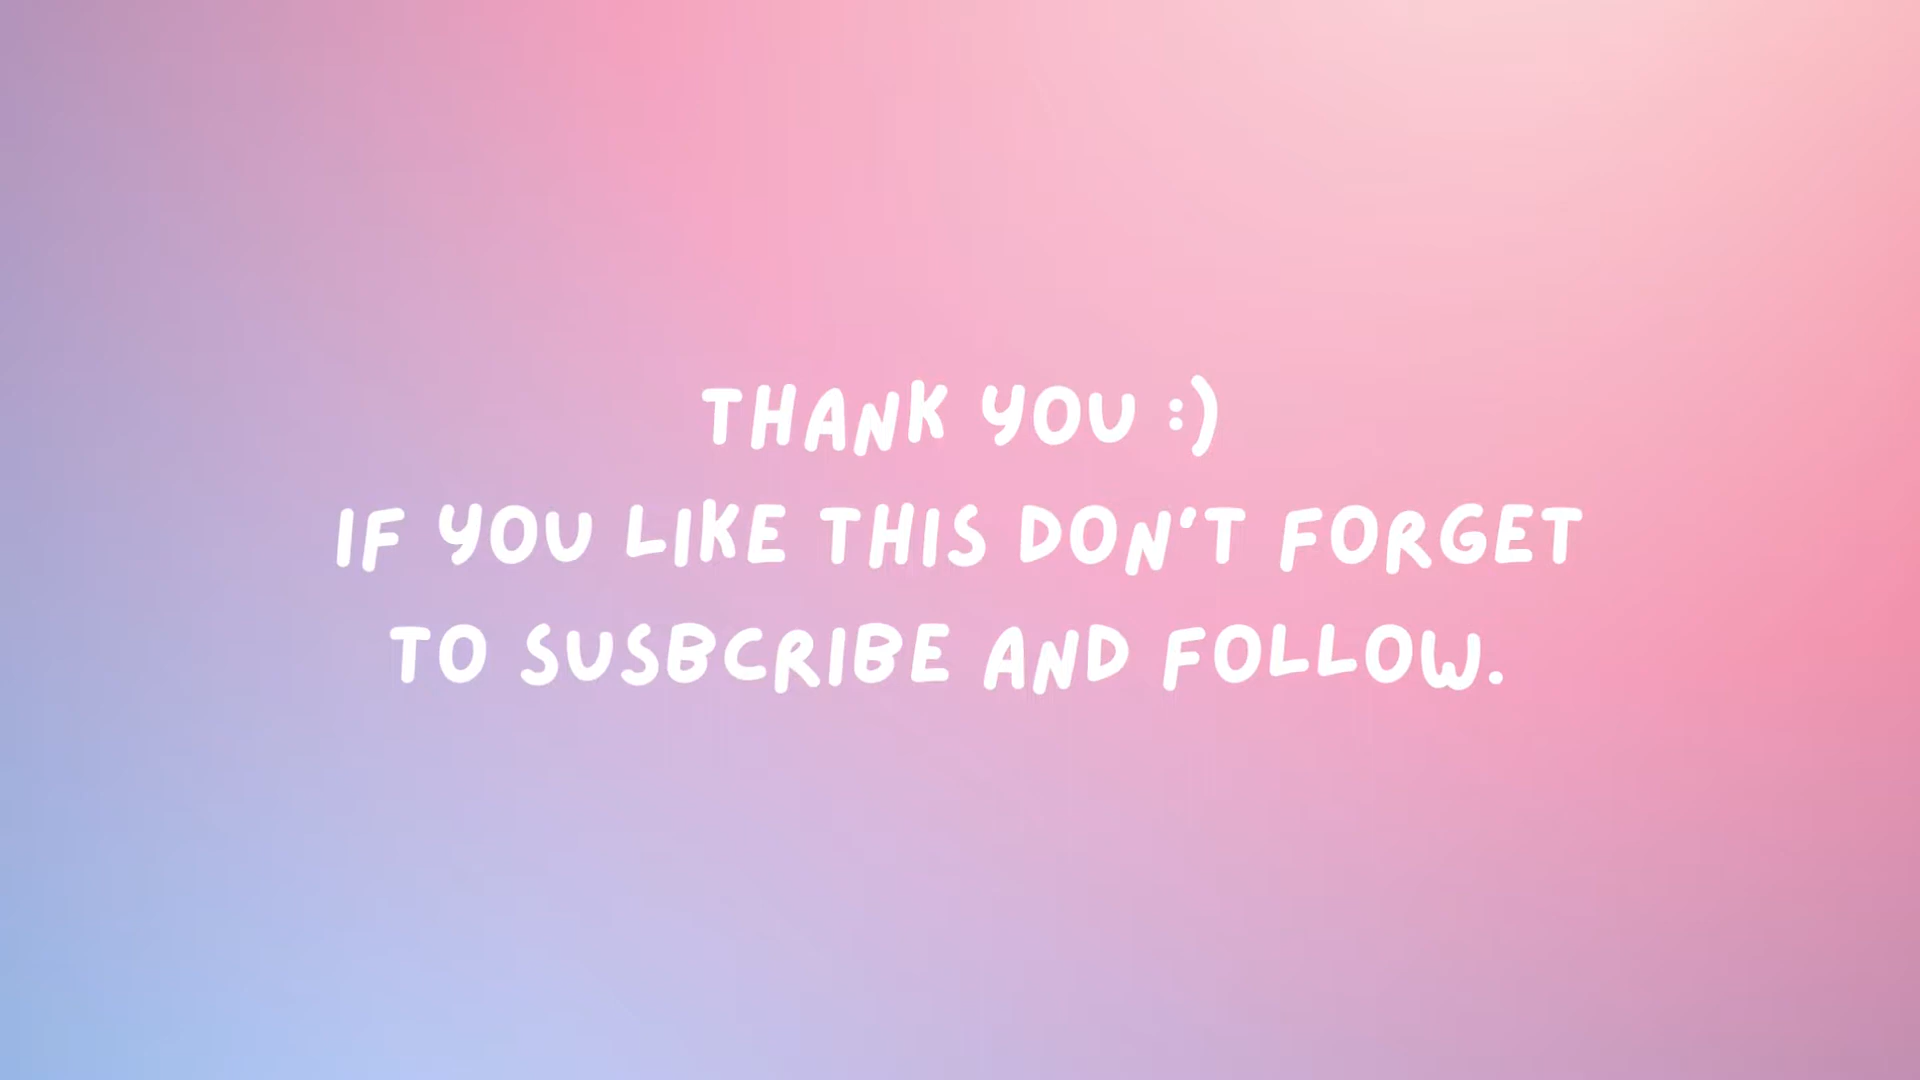 THANK YOU :)
IF YOU LIKE THIS DON'T FORGET
TO SUSBCRIBE AND FOLLOW.